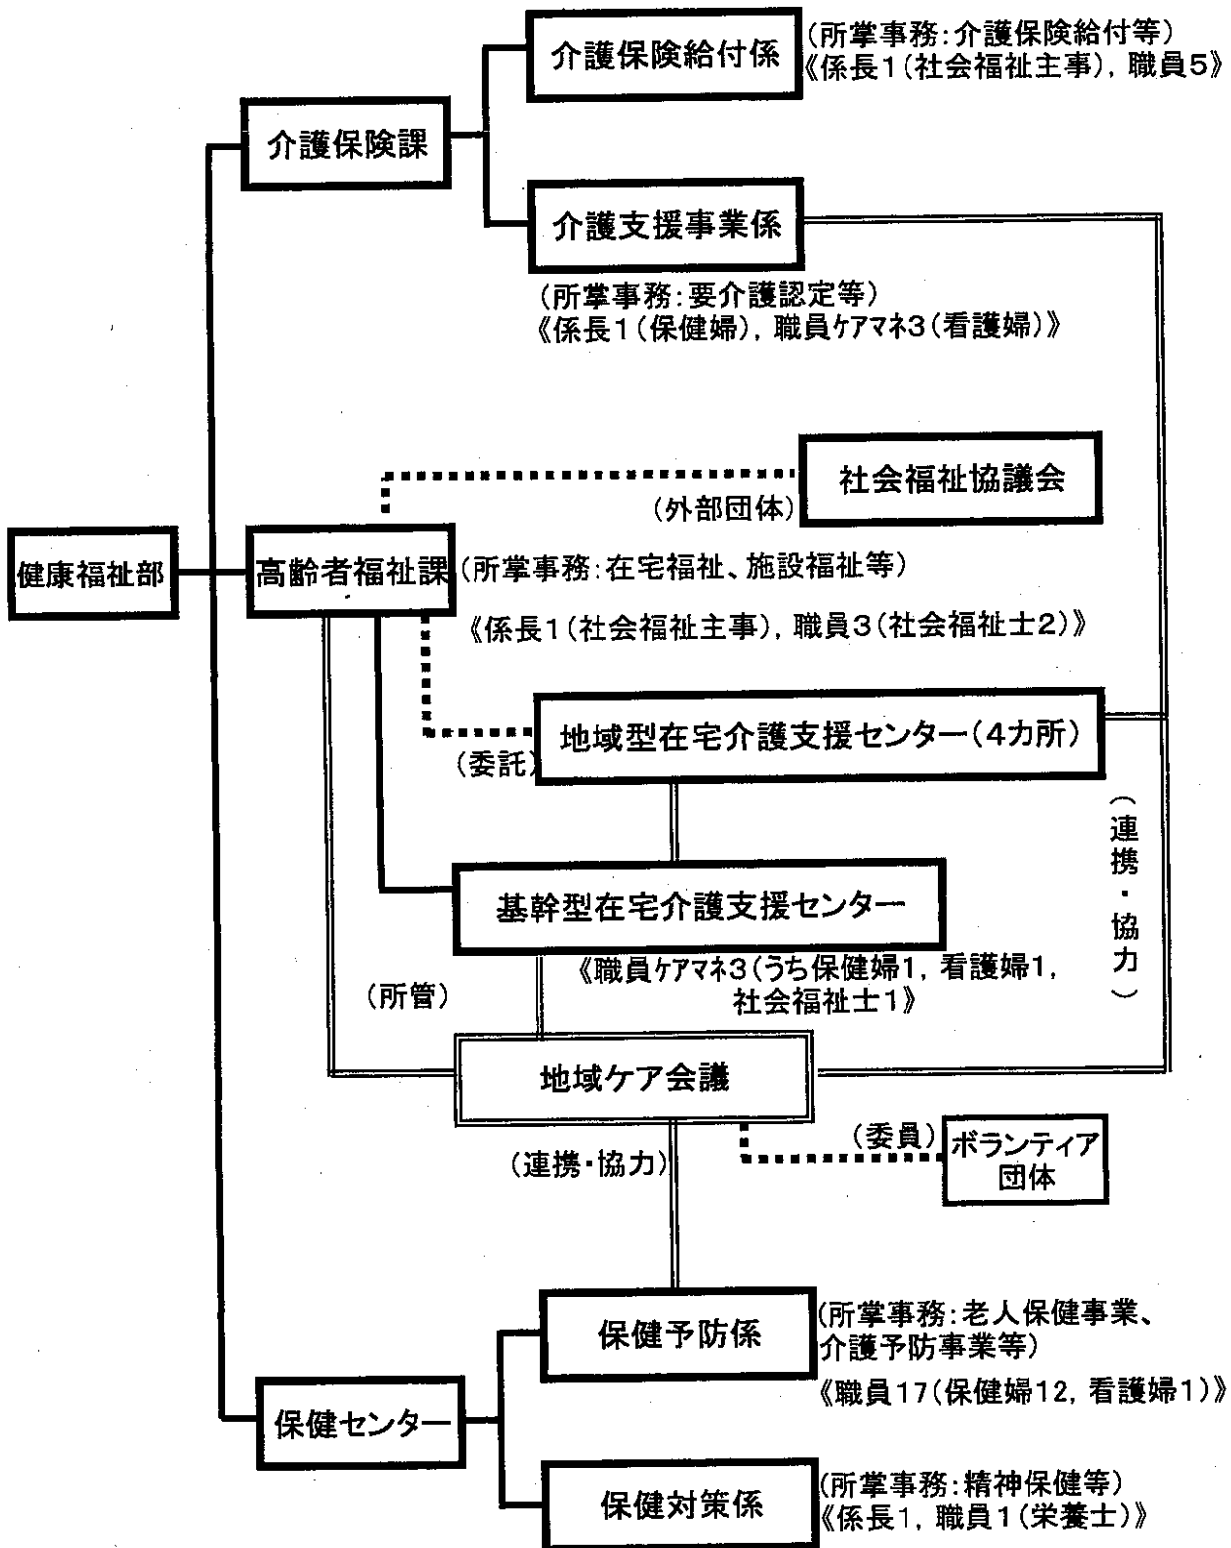 介護保険給付係
(所掌事務:介護保険給付等)
《係長1(社会福祉主事), 職員5》
介護保険課
介護支援事業係
(所掌事務:要介護認定等)
《係長1(保健婦), 職員ケアマネ3(看護婦)》
社会福祉協議会
(外部団体)
健康福祉部
高齢者福祉課
(所掌事務:在宅福祉、施設福祉等)
《係長1(社会福祉主事), 職員3(社会福祉士2)》
地域型在宅介護支援センター(4カ所)
(委託)
(連携・協力)
基幹型在宅介護支援センター
《職員ケアマネ3(うち保健婦1, 看護婦1,
社会福祉士1》
(所管)
地域ケア会議
(委員)
ボランティア
団体
(連携・協力)
保健予防係
(所掌事務:老人保健事業、
介護予防事業等)
《職員17(保健婦12, 看護婦1)》
保健センター
保健対策係
(所掌事務:精神保健等)
《係長1, 職員1(栄養士)》